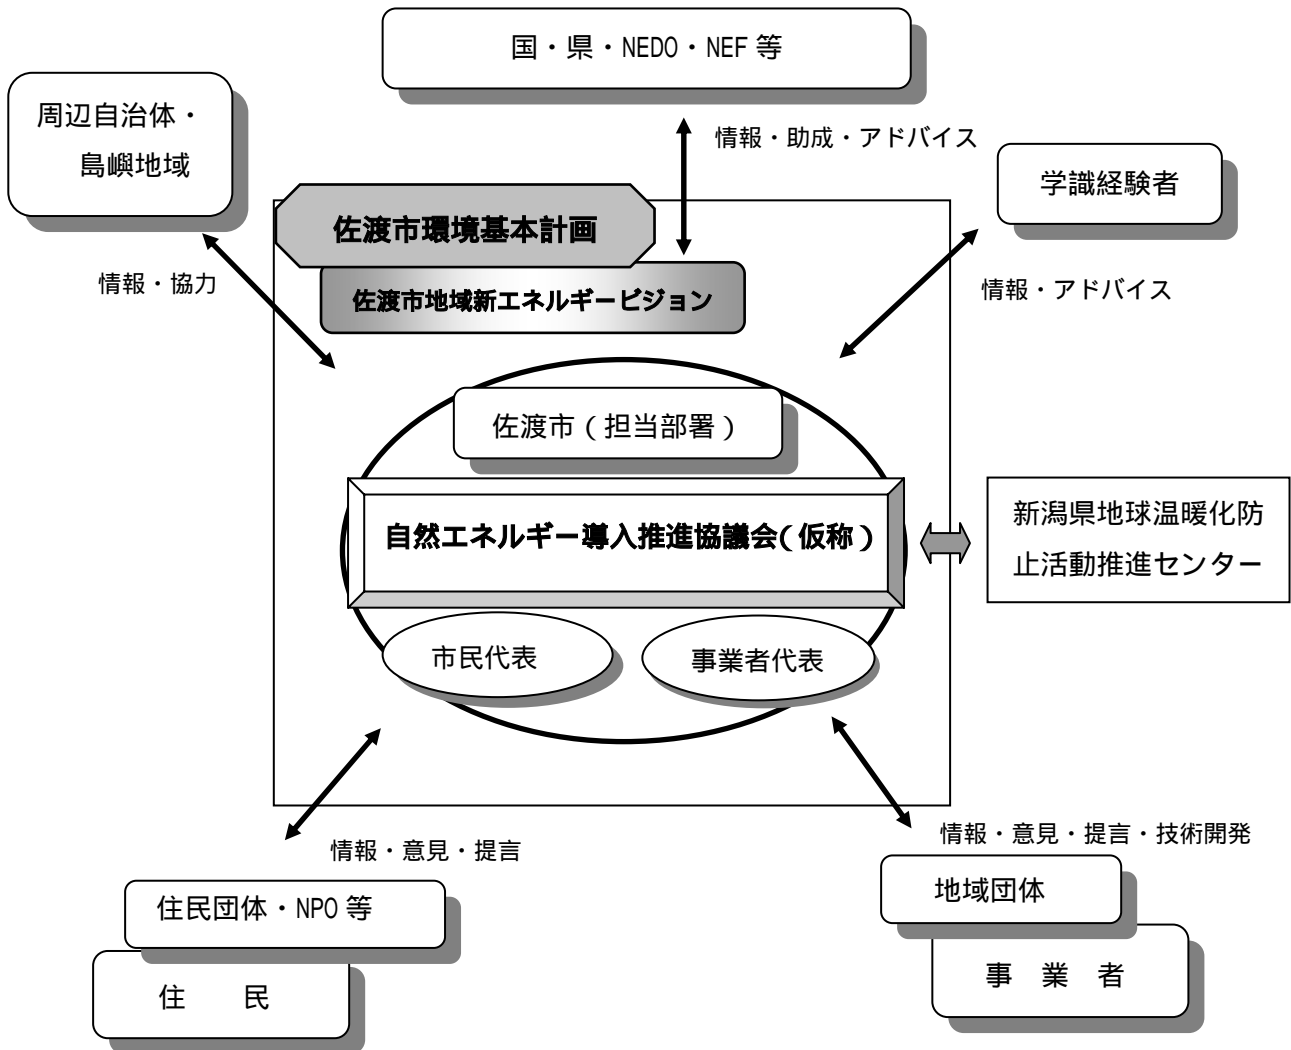 国・県・NEDO・NEF 等
周辺自治体・
島嶼地域
情報・助成・アドバイス
学識経験者
佐渡市環境基本計画
情報・協力
佐渡市地域新エネルギービジョン
情報・アドバイス
佐渡市（担当部署）
自然エネルギー導入推進協議会（仮称）
新潟県地球温暖化防
止活動推進センター
市民代表
事業者代表
情報・意見・提言
情報・意見・提言・技術開発
住民団体・NPO 等
地域団体
住　民
事　業　者